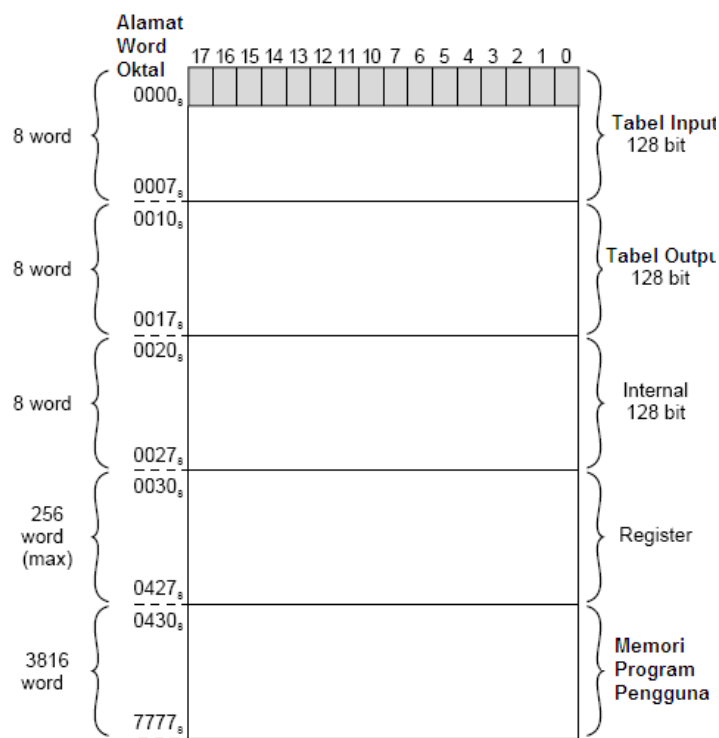 Alamat
Word
Oktal
17 16 15 14 13 12 11 10 7 6 5 4 3 2 1 0
0000₈
8 word
Tabel Input
128 bit
0007₈
0010₈
8 word
Tabel Outpu
128 bit
0017₈
0020₈
8 word
Internal
128 bit
0027₈
0030₈
256
word
(max)
Register
0427₈
0430₈
3816
word
Memori
Program
Pengguna
7777₈